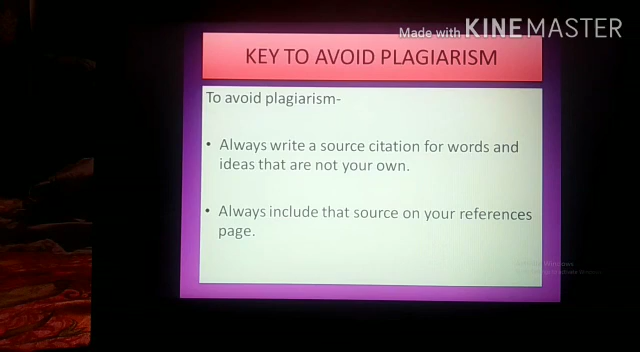 Made with KINEMASTER
KEY TO AVOID PLAGIARISM
To avoid plagiarism-
• Always write a source citation for words and
ideas that are not your own.
• Always include that source on your references
page.
Windows